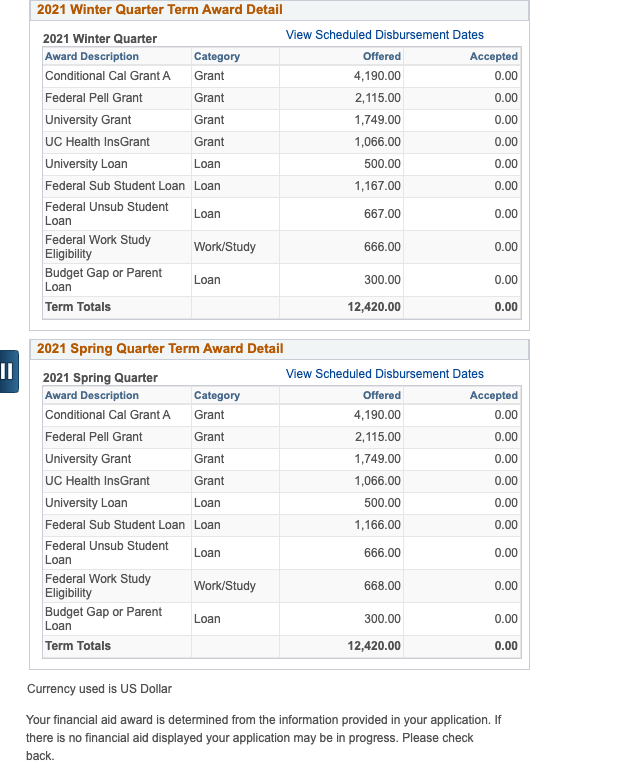 2021 Winter Quarter Term Award Detail
2021 Winter Quarter View Scheduled Disbursement Dates
Award Description Category Offered Accepted
Conditional Cal Grant A Grant 4,190.00 0.00
Federal Pell Grant Grant 2,115.00 0.00
University Grant Grant 1,749.00 0.00
UC Health InsGrant Grant 1,066.00 0.00
University Loan Loan 500.00 0.00
Federal Sub Student Loan Loan 1,167.00 0.00
Federal Unsub Student
Loan Loan 667.00 0.00
Federal Work Study
Eligibility Work/Study 666.00 0.00
Budget Gap or Parent
Loan Loan 300.00 0.00
Term Totals 12,420.00 0.00
2021 Spring Quarter Term Award Detail
2021 Spring Quarter View Scheduled Disbursement Dates
Award Description Category Offered Accepted
Conditional Cal Grant A Grant 4,190.00 0.00
Federal Pell Grant Grant 2,115.00 0.00
University Grant Grant 1,749.00 0.00
UC Health InsGrant Grant 1,066.00 0.00
University Loan Loan 500.00 0.00
Federal Sub Student Loan Loan 1,166.00 0.00
Federal Unsub Student
Loan Loan 666.00 0.00
Federal Work Study
Eligibility Work/Study 668.00 0.00
Budget Gap or Parent
Loan Loan 300.00 0.00
Term Totals 12,420.00 0.00
Currency used is US Dollar
Your financial aid award is determined from the information provided in your application. If
there is no financial aid displayed your application may be in progress. Please check
back.